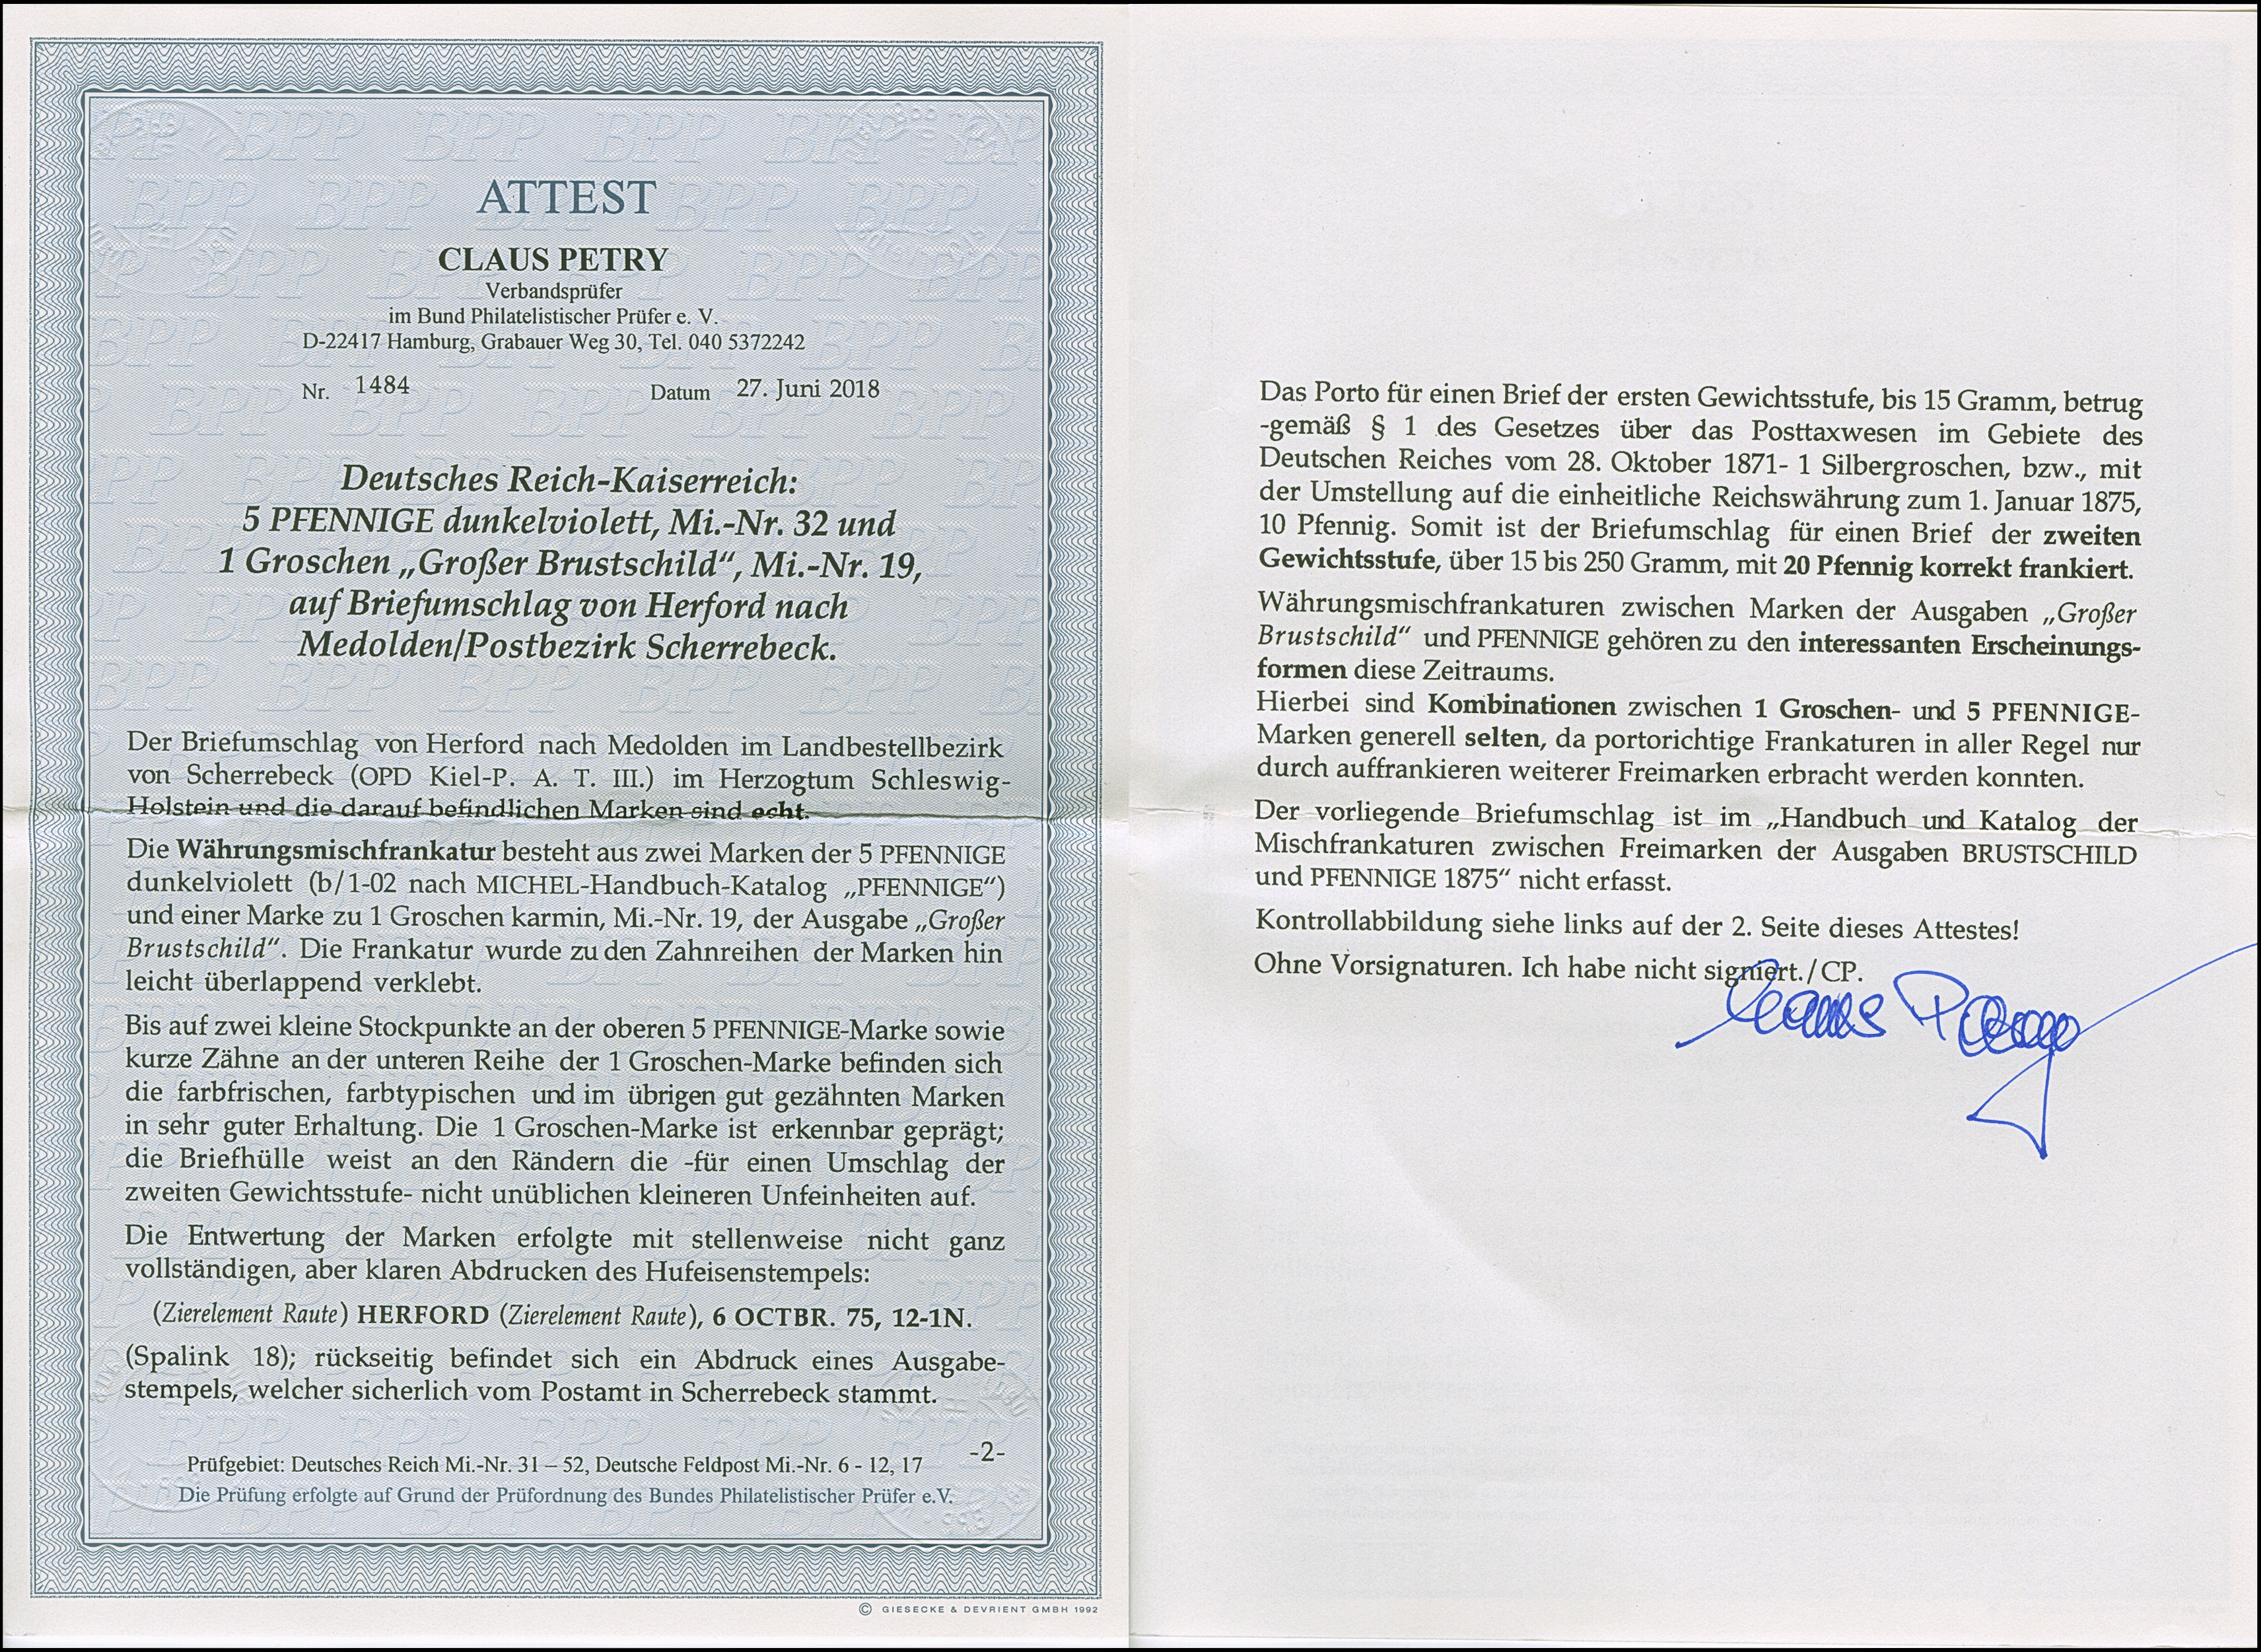 ATTEST
CLAUS PETRY
Verbandsprüfer
im Bund Philatelistischer Prüfer e. V.
D-22417 Hamburg, Grabauer Weg 30, Tel. 040 5372242
Nr. 1484 Datum 27. Juni 2018
Deutsches Reich-Kaiserreich:
5 PFENNIGE dunkelviolett, Mi.-Nr. 32 und
1 Groschen „Großer Brustschild“, Mi.-Nr. 19,
auf Briefumschlag von Herford nach
Medolden/Postbezirk Scherrebeck.
Der Briefumschlag von Herford nach Medolden im Landbestellbezirk
von Scherrebeck (OPD Kiel-P. A. T. III.) im Herzogtum Schleswig-
Holstein und die darauf befindlichen Marken sind echt.
Die Währungsmischfrankatur besteht aus zwei Marken der 5 PFENNIGE
dunkelviolett (b/1-02 nach MICHEL-Handbuch-Katalog „PFENNIGE“)
und einer Marke zu 1 Groschen karmin, Mi.-Nr. 19, der Ausgabe „Großer
Brustschild“. Die Frankatur wurde zu den Zahnreihen der Marken hin
leicht überlappend verklebt.
Bis auf zwei kleine Stockpunkte an der oberen 5 PFENNIGE-Marke sowie
kurze Zähne an der unteren Reihe der 1 Groschen-Marke befinden sich
die farbfrischen, farbtypischen und im übrigen gut gezähnten Marken
in sehr guter Erhaltung. Die 1 Groschen-Marke ist erkennbar geprägt;
die Briefhülle weist an den Rändern die -für einen Umschlag der
zweiten Gewichtsstufe- nicht unüblichen kleineren Unfeinheiten auf.
Die Entwertung der Marken erfolgte mit stellenweise nicht ganz
vollständigen, aber klaren Abdrucken des Hufeisenstempels:
(Zierelement Raute) HERFORD (Zierelement Raute), 6 OCTBR. 75, 12-1N.
(Spalink 18); rückseitig befindet sich ein Abdruck eines Ausgabe-
stempels, welcher sicherlich vom Postamt in Scherrebeck stammt.
-2-
Prüfgebiet: Deutsches Reich Mi.-Nr. 31 – 52, Deutsche Feldpost Mi.-Nr. 6 - 12, 17
Die Prüfung erfolgte auf Grund der Prüfordnung des Bundes Philatelistischer Prüfer e.V.
© GIESECKE & DEVRIENT GMBH 1992
Das Porto für einen Brief der ersten Gewichtsstufe, bis 15 Gramm, betrug
-gemäß § 1 des Gesetzes über das Posttaxwesen im Gebiete des
Deutschen Reiches vom 28. Oktober 1871- 1 Silbergroschen, bzw., mit
der Umstellung auf die einheitliche Reichswährung zum 1. Januar 1875,
10 Pfennig. Somit ist der Briefumschlag für einen Brief der zweiten
Gewichtsstufe, über 15 bis 250 Gramm, mit 20 Pfennig korrekt frankiert.
Währungsmischfrankaturen zwischen Marken der Ausgaben „Großer
Brustschild“ und PFENNIGE gehören zu den interessanten Erscheinungs-
formen diese Zeitraums.
Hierbei sind Kombinationen zwischen 1 Groschen- und 5 PFENNIGE-
Marken generell selten, da portorichtige Frankaturen in aller Regel nur
durch auffrankieren weiterer Freimarken erbracht werden konnten.
Der vorliegende Briefumschlag ist im „Handbuch und Katalog der
Mischfrankaturen zwischen Freimarken der Ausgaben BRUSTSCHILD
und PFENNIGE 1875“ nicht erfasst.
Kontrollabbildung siehe links auf der 2. Seite dieses Attestes!
Ohne Vorsignaturen. Ich habe nicht signiert./CP.
Claus Petry